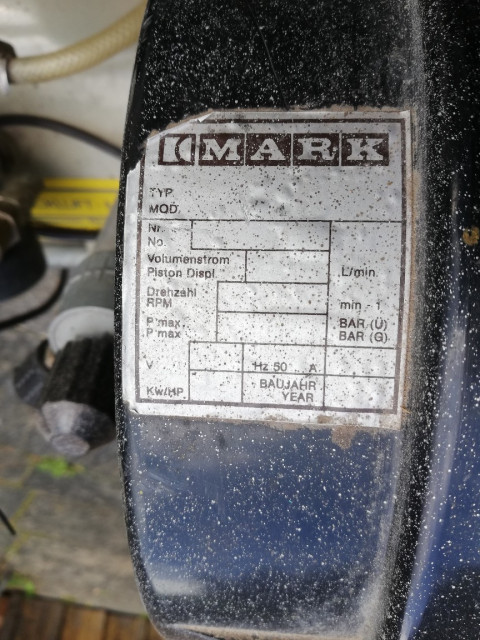 MARK
TYP
MOD.
Nr.
No.
Volumenstrom
Piston Displ.
L/min.
Drehzahl
RPM
min - 1
P max.
P max.
BAR (Ü)
BAR (G)
V
Hz 50 A
KW/HP
BAUJAHR
YEAR